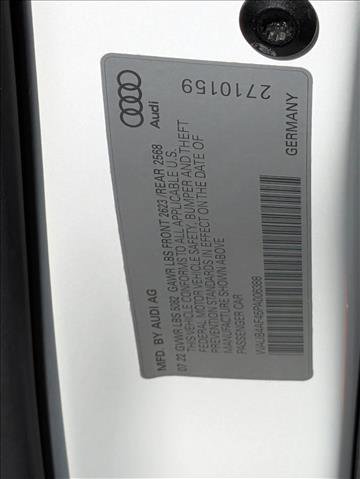 Audi
2710159
MFD. BY AUDI AG
07 22 GVWR LBS 5082 GAWR LBS FRONT 2623 /REAR 2568
THIS VEHICLE CONFORMS TO ALL APPLICABLE U.S.
FEDERAL MOTOR VEHICLE SAFETY, BUMPER AND THEFT
PREVENTION STANDARDS IN EFFECT ON THE DATE OF
MANUFACTURE SHOWN ABOVE
PASSENGER CAR
GERMANY